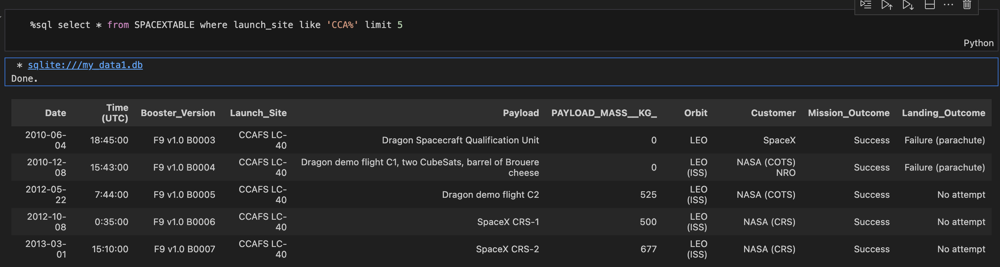 %sql select * from SPACEXTABLE where launch_site like 'CCA%' limit 5
Python
* sqlite:///my_data1.db
Done.
Date Time (UTC) Booster_Version Launch_Site Payload PAYLOAD_MASS__KG_ Orbit Customer Mission_Outcome Landing_Outcome
2010-06-04 18:45:00 F9 v1.0 B0003 CCAFS LC-40 Dragon Spacecraft Qualification Unit 0 LEO SpaceX Success Failure (parachute)
2010-12-08 15:43:00 F9 v1.0 B0004 CCAFS LC-40 Dragon demo flight C1, two CubeSats, barrel of Brouere cheese 0 LEO (ISS) NASA (COTS) NRO Success Failure (parachute)
2012-05-22 7:44:00 F9 v1.0 B0005 CCAFS LC-40 Dragon demo flight C2 525 LEO (ISS) NASA (COTS) Success No attempt
2012-10-08 0:35:00 F9 v1.0 B0006 CCAFS LC-40 SpaceX CRS-1 500 LEO (ISS) NASA (CRS) Success No attempt
2013-03-01 15:10:00 F9 v1.0 B0007 CCAFS LC-40 SpaceX CRS-2 677 LEO (ISS) NASA (CRS) Success No attempt